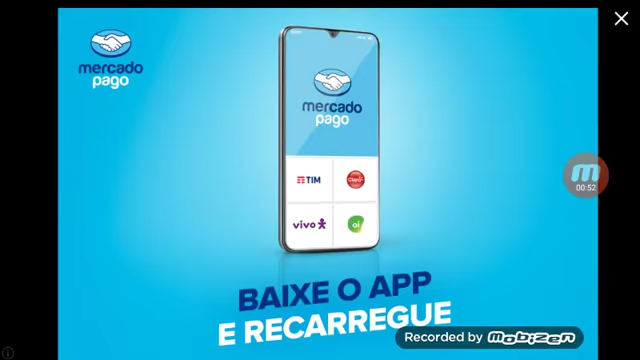 mercado
pago
mercado
pago
TIM
Claro
vivo
oi
00:52
BAIXE O APP
E RECARREGUE
Recorded by MOBIZEN